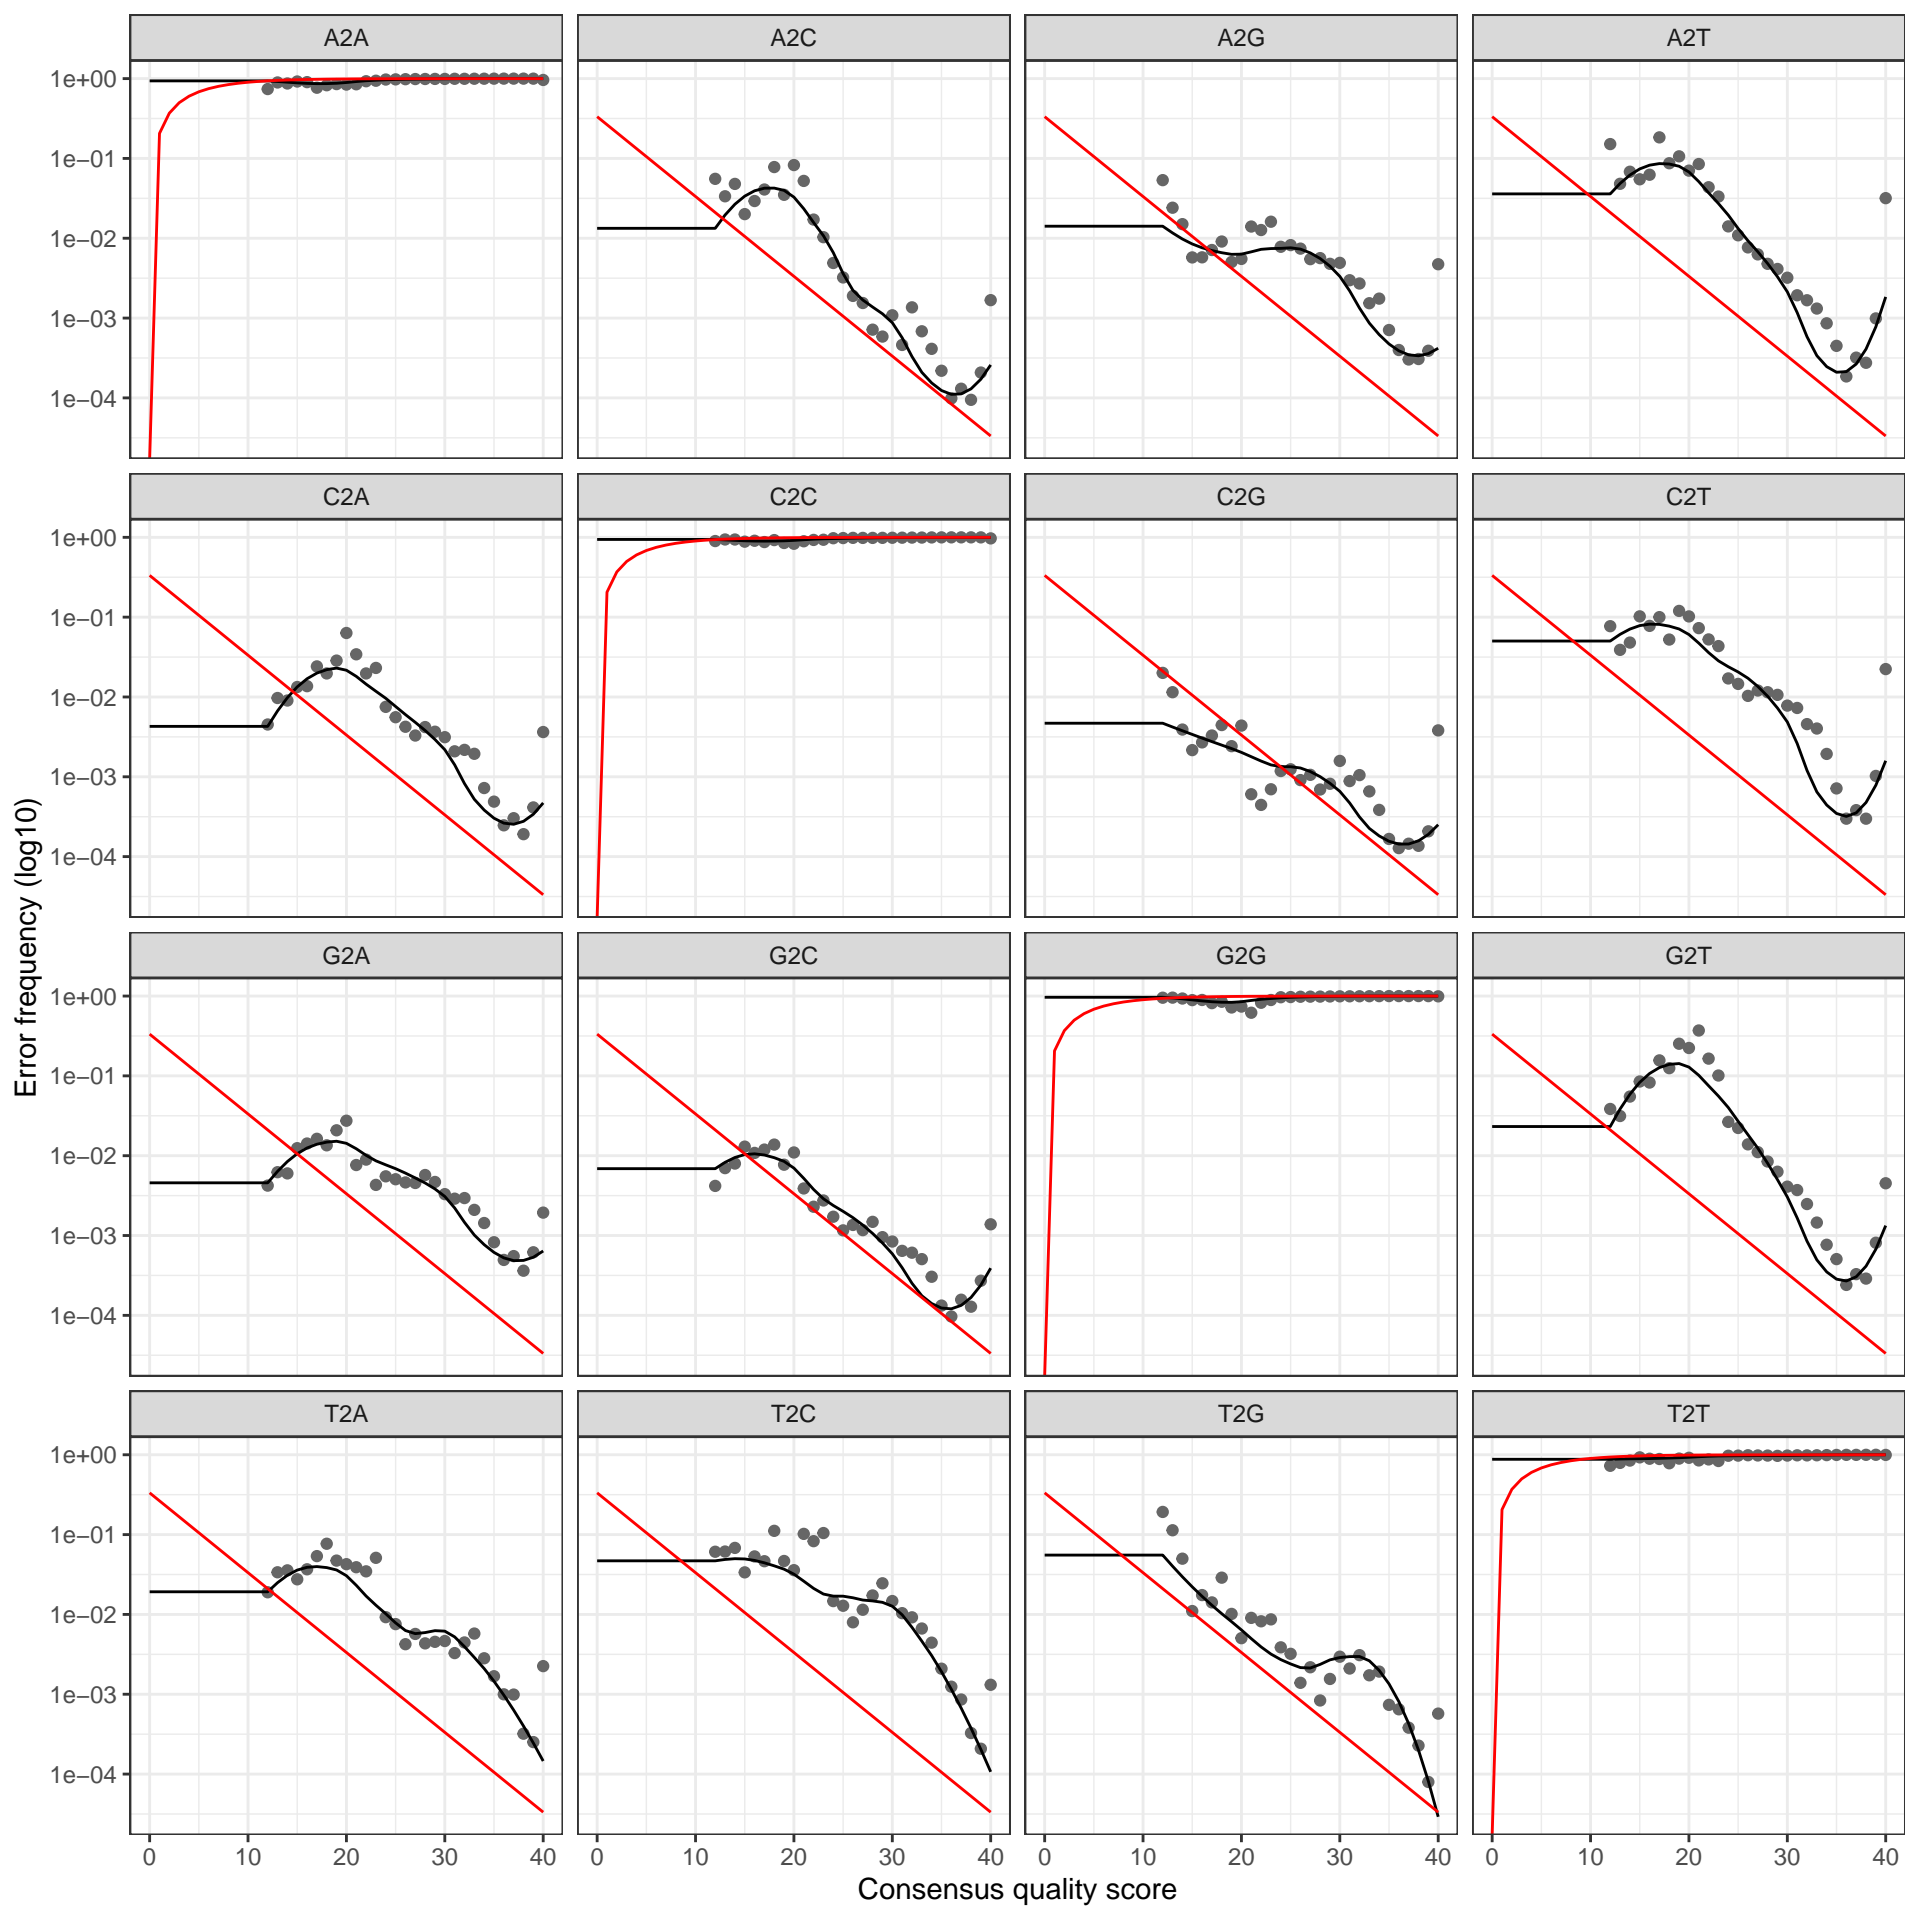 A2A A2C A2G A2T
1e+00
1e−01
1e−02
1e−03
1e−04
C2A C2C C2G C2T
1e+00
1e−01
1e−02
1e−03
1e−04
Error frequency (log10)
G2A G2C G2G G2T
1e+00
1e−01
1e−02
1e−03
1e−04
T2A T2C T2G T2T
1e+00
1e−01
1e−02
1e−03
1e−04
0 10 20 30 40 0 10 20 30 40 0 10 20 30 40 0 10 20 30 40
Consensus quality score